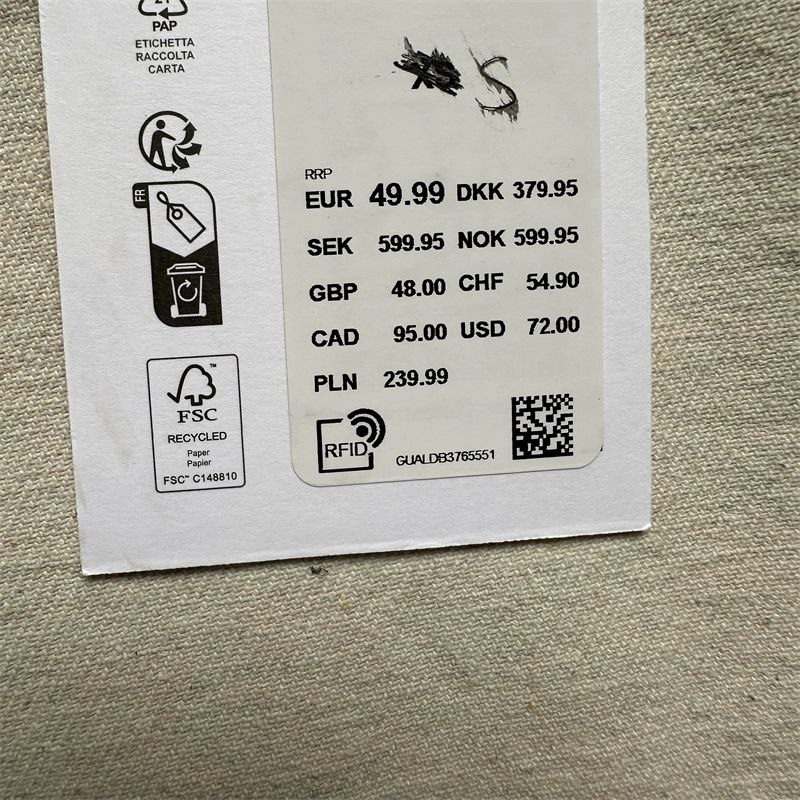 21
PAP
ETICHETTA
RACCOLTA
CARTA
FR
FSC™
RECYCLED
Paper
Papier
FSC™ C148810
S
RRP
EUR 49.99 DKK 379.95
SEK 599.95 NOK 599.95
GBP 48.00 CHF 54.90
CAD 95.00 USD 72.00
PLN 239.99
RFID
GUALDB3765551